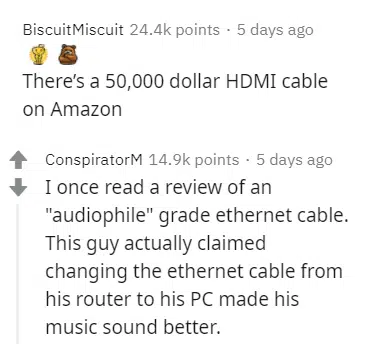 BiscuitMiscuit 24.4k points · 5 days ago
There's a 50,000 dollar HDMI cable
on Amazon
ConspiratorM 14.9k points · 5 days ago
I once read a review of an
"audiophile" grade ethernet cable.
This guy actually claimed
changing the ethernet cable from
his router to his PC made his
music sound better.